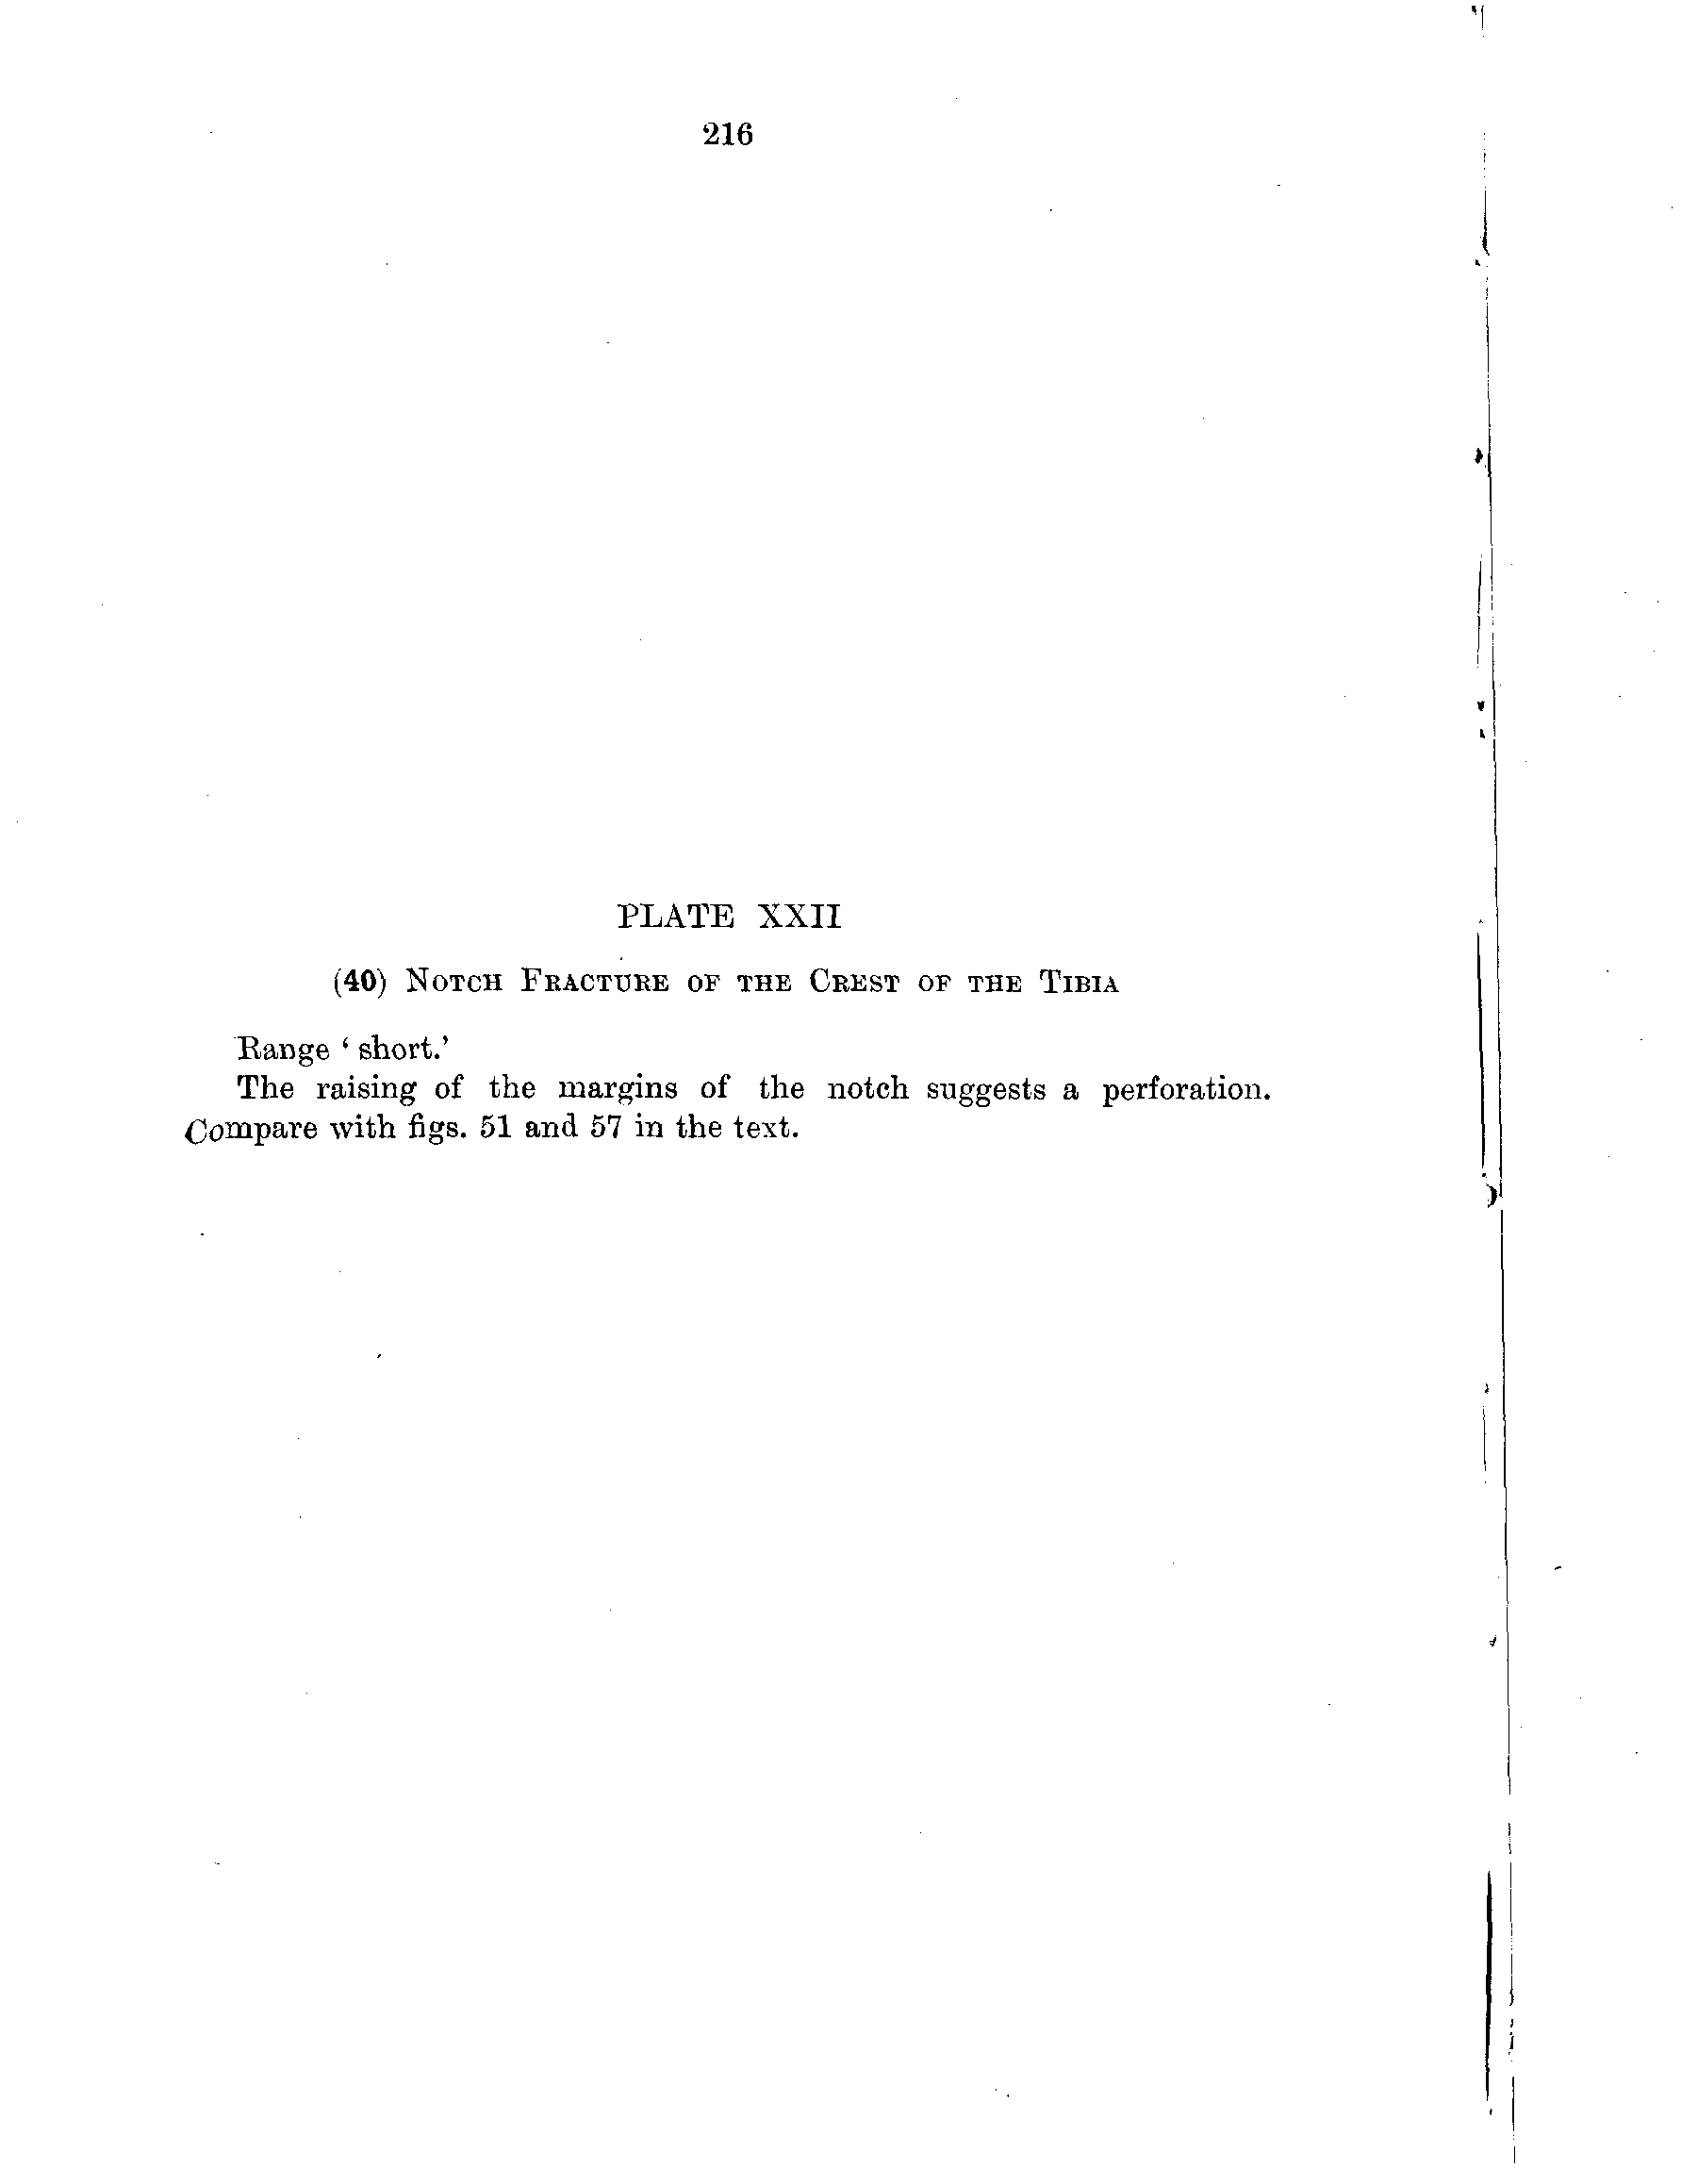 216
PLATE XXII
(40) NOTCH FRACTURE OF THE CREST OF THE TIBIA
Range ‘ short.’
The raising of the margins of the notch suggests a perforation.
Compare with figs. 51 and 57 in the text.